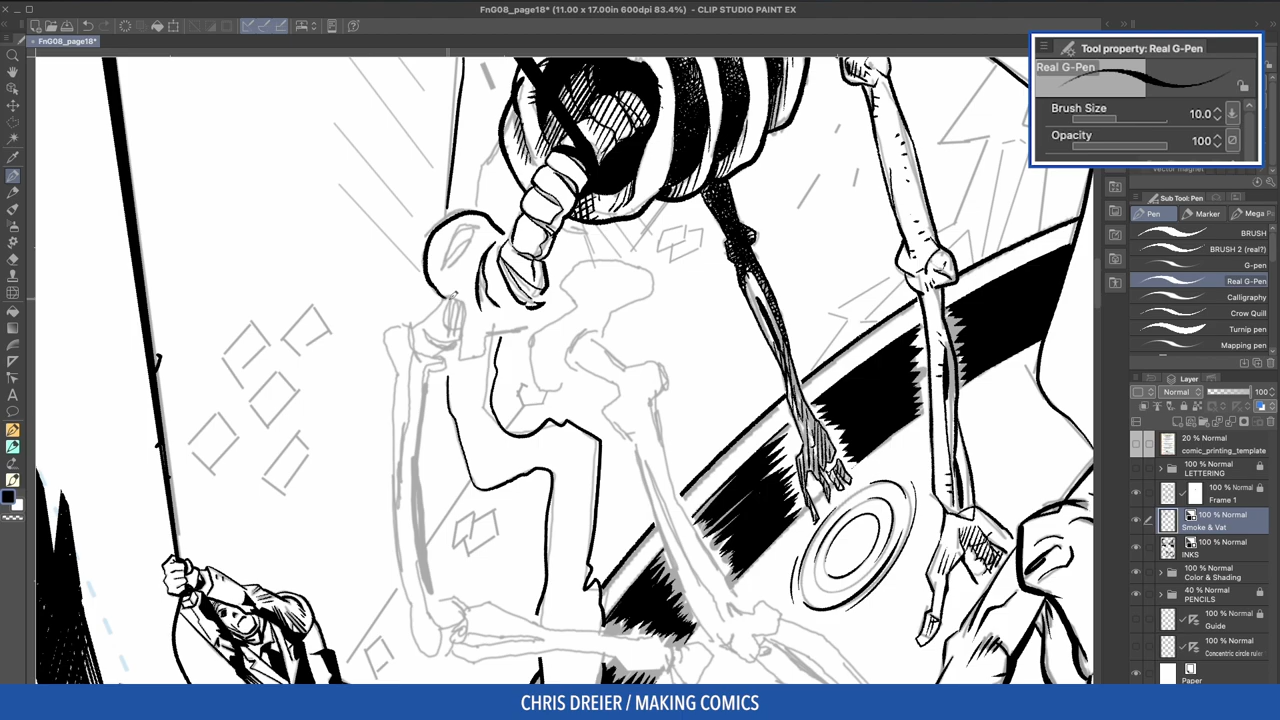 FnG08_page18* (11.00 x 17.00in 600dpi 83.4%) - CLIP STUDIO PAINT EX
FnG08_page18*
Tool property: Real G-Pen
Real G-Pen
Brush Size
10.0
Opacity
100
Vector magnet
Sub Tool: Pen
Pen
Marker
Mega
BRUSH
BRUSH 2 (real?)
G-pen
Real G-Pen
Calligraphy
Crow Quill
Turnip pen
Mapping pen
Layer
Normal
100
20 % Normal
comic_printing_template
100 % Normal
LETTERING
100 % Normal
Frame 1
100 % Normal
Smoke & Vat
100 % Normal
INKS
100 % Normal
Color & Shading
40 % Normal
PENCILS
100 % Normal
Guide
100 % Normal
Concentric circle ruler
Paper
CHRIS DREIER / MAKING COMICS